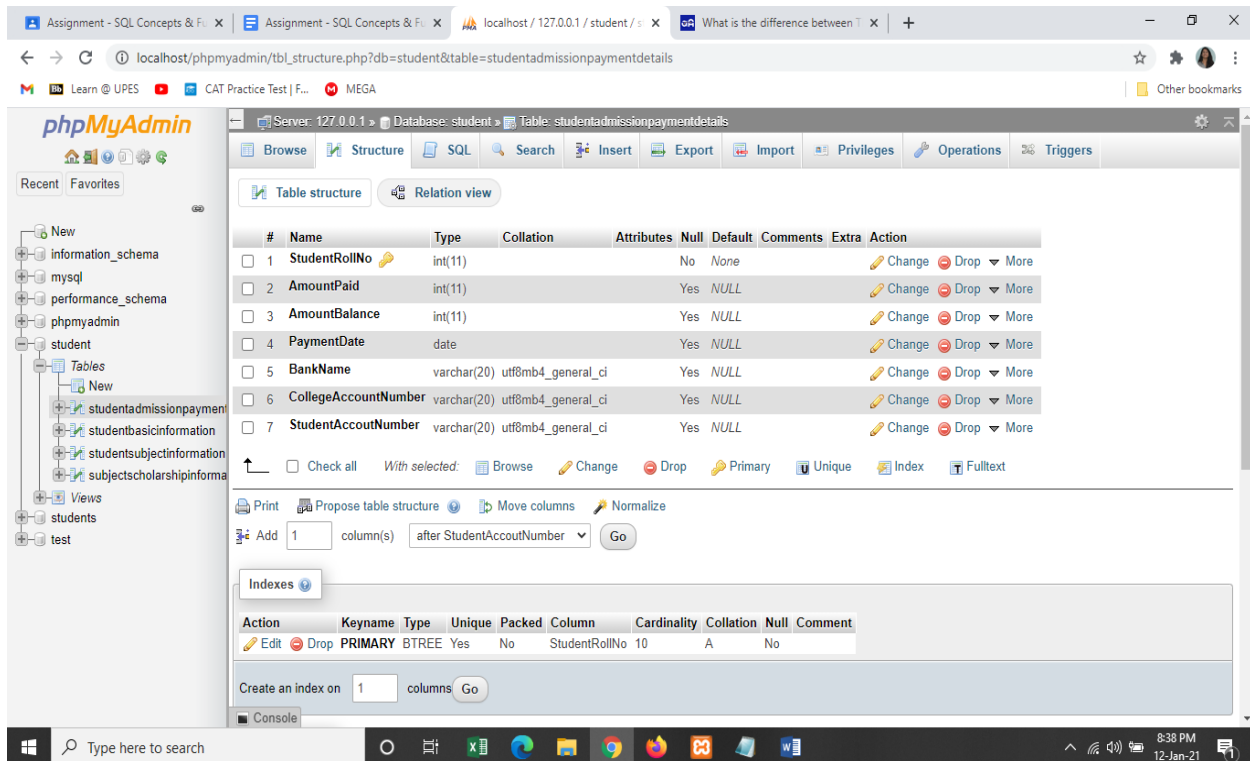 Assignment - SQL Concepts & Fu
Assignment - SQL Concepts & Fu
localhost / 127.0.0.1 / student / s
What is the difference between T
localhost/phpmyadmin/tbl_structure.php?db=student&table=studentadmissionpaymentdetails
Learn @ UPES
CAT Practice Test | F...
MEGA
Other bookmarks
phpMyAdmin
Recent Favorites
New
information_schema
mysql
performance_schema
phpmyadmin
student
Tables
New
studentadmissionpayment
studentbasicinformation
studentsubjectinformation
subjectscholarshipinforma
Views
students
test
Server: 127.0.0.1 » Database: student » Table: studentadmissionpaymentdetails
Browse Structure SQL Search Insert Export Import Privileges Operations Triggers
Table structure Relation view
# Name Type Collation Attributes Null Default Comments Extra Action
1 StudentRollNo int(11) No None Change Drop More
2 AmountPaid int(11) Yes NULL Change Drop More
3 AmountBalance int(11) Yes NULL Change Drop More
4 PaymentDate date Yes NULL Change Drop More
5 BankName varchar(20) utf8mb4_general_ci Yes NULL Change Drop More
6 CollegeAccountNumber varchar(20) utf8mb4_general_ci Yes NULL Change Drop More
7 StudentAccoutNumber varchar(20) utf8mb4_general_ci Yes NULL Change Drop More
Check all With selected: Browse Change Drop Primary Unique Index Fulltext
Print Propose table structure Move columns Normalize
Add 1 column(s) after StudentAccoutNumber Go
Indexes
Action Keyname Type Unique Packed Column Cardinality Collation Null Comment
Edit Drop PRIMARY BTREE Yes No StudentRollNo 10 A No
Create an index on 1 columns Go
Console
Type here to search
8:38 PM
12-Jan-21